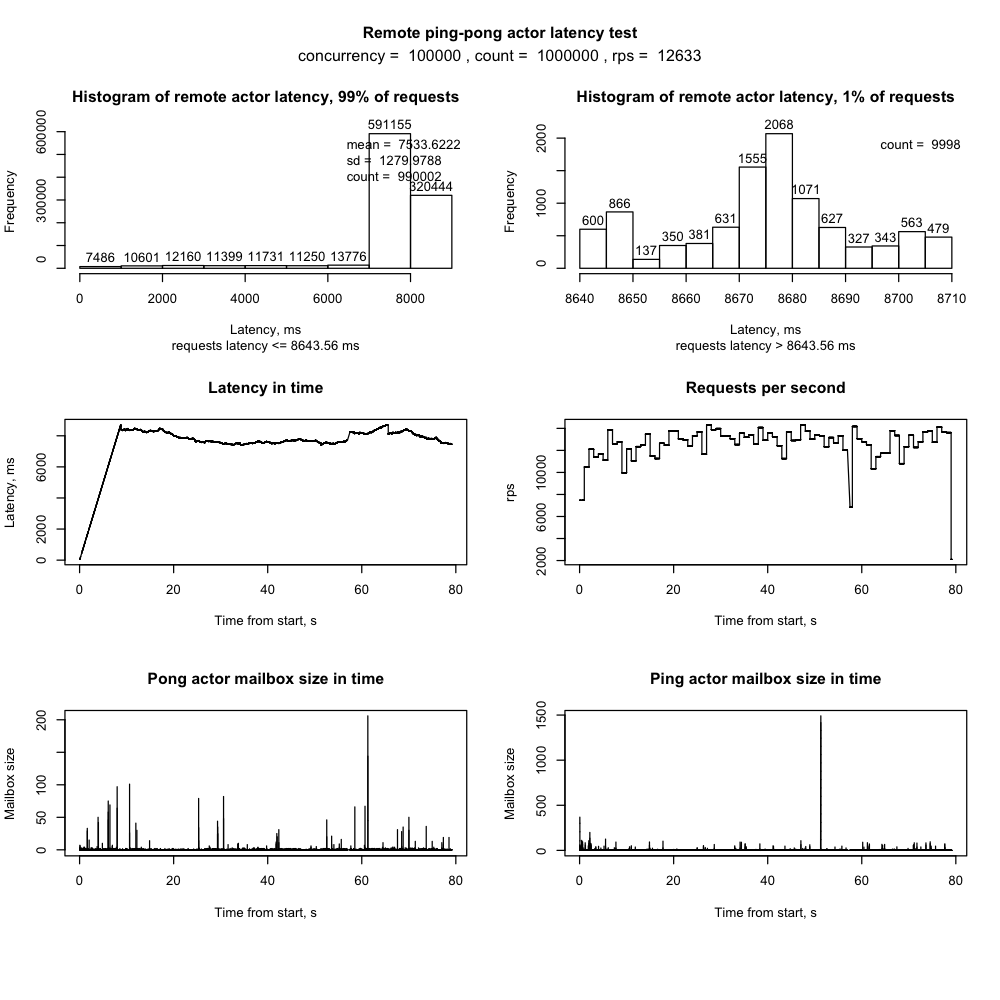 Remote ping-pong actor latency test
concurrency = 100000 , count = 1000000 , rps = 12633
Histogram of remote actor latency, 99% of requests
Frequency
0 300000 600000
7486 10601 12160 11399 11731 11250 13776 591155 320444
mean = 7533.6222
sd = 1279.9788
count = 990002
0 2000 4000 6000 8000
Latency, ms
requests latency <= 8643.56 ms
Histogram of remote actor latency, 1% of requests
Frequency
0 1000 2000
600 866 137 350 381 631 1555 2068 1071 627 327 343 563 479
count = 9998
8640 8650 8660 8670 8680 8690 8700 8710
Latency, ms
requests latency > 8643.56 ms
Latency in time
Latency, ms
0 2000 6000
0 20 40 60 80
Time from start, s
Requests per second
rps
2000 6000 10000
0 20 40 60 80
Time from start, s
Pong actor mailbox size in time
Mailbox size
0 50 100 200
0 20 40 60 80
Time from start, s
Ping actor mailbox size in time
Mailbox size
0 500 1000 1500
0 20 40 60 80
Time from start, s